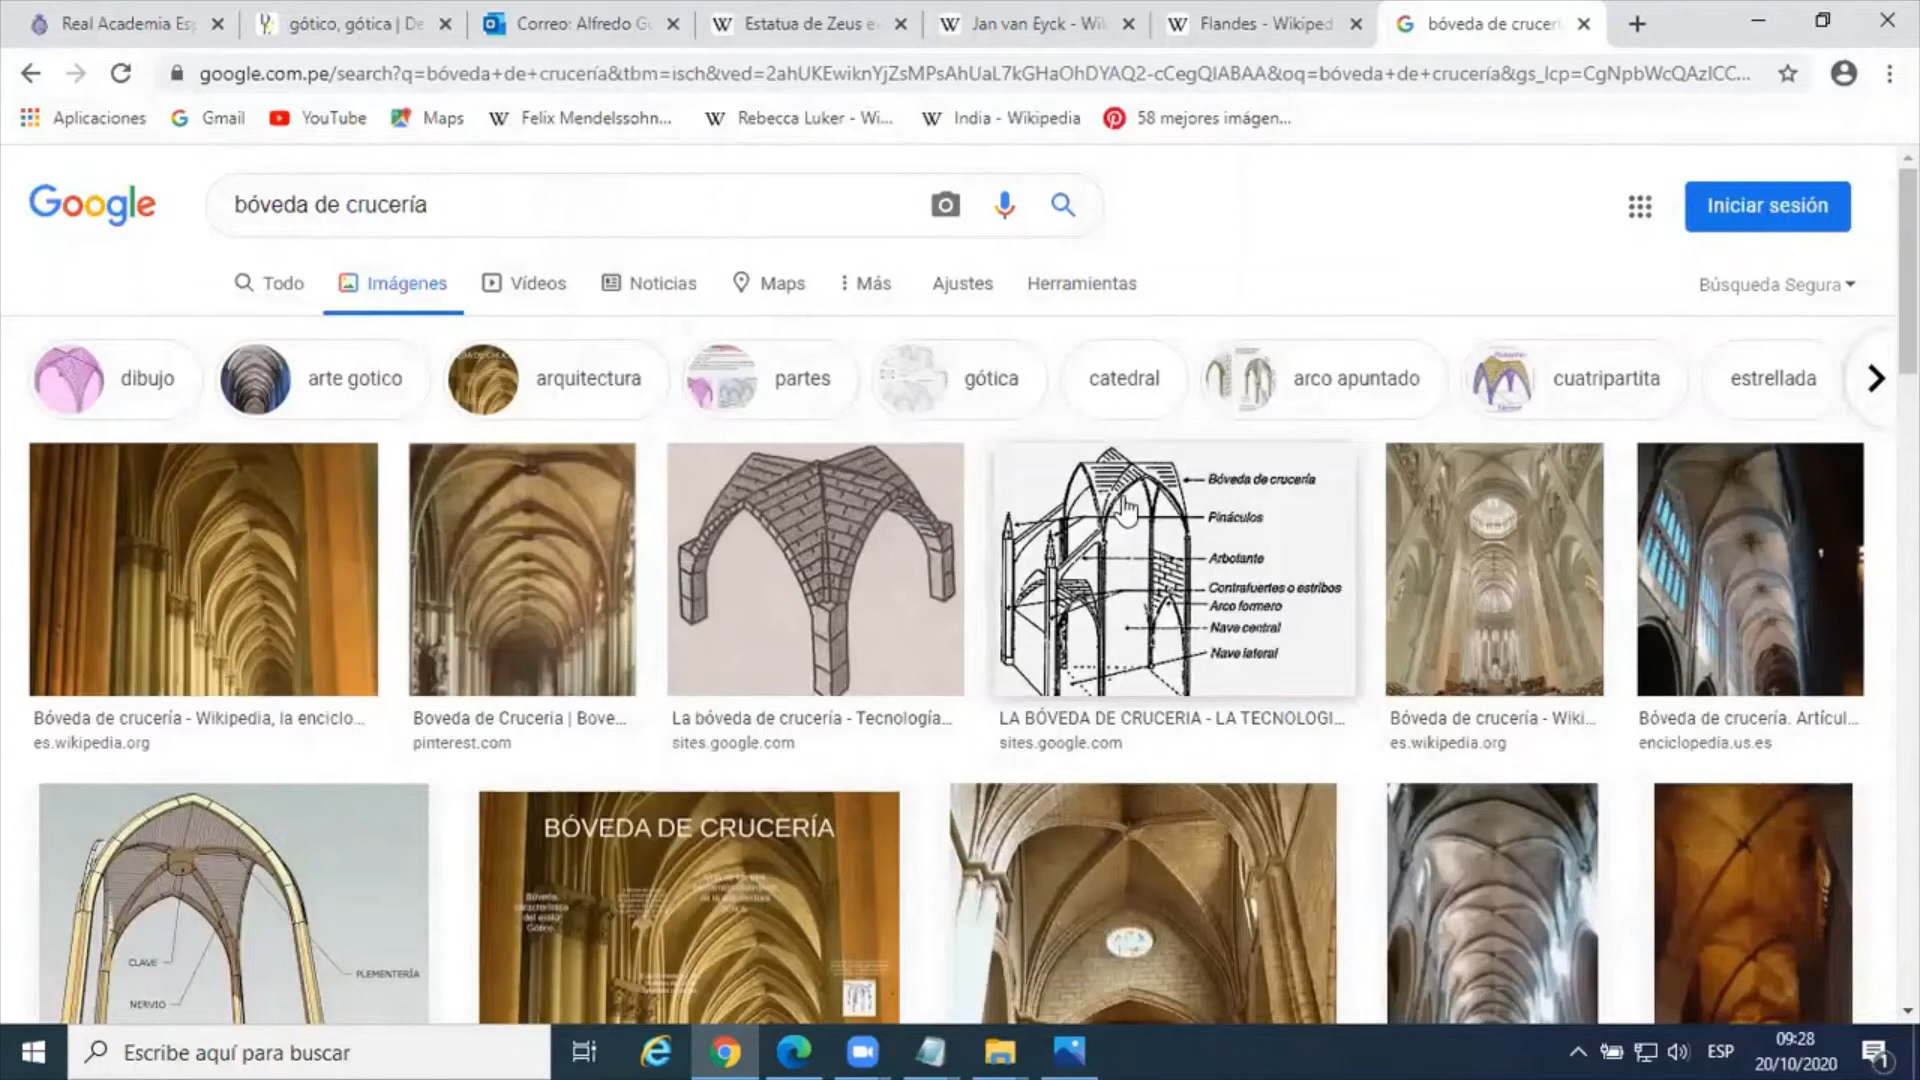 Real Academia Es
gótico, gótica | De
Correo: Alfredo G
Estatua de Zeus e
Jan van Eyck - Wi
Flandes - Wikiped
bóveda de crucerí
google.com.pe/search?q=bóveda+de+crucería&tbm=isch&ved=2ahUKEwiknYjZsMPsAhUaL7kGHaOhDYAQ2-cCegQIABAA&oq=bóveda+de+crucería&gs_lcp=CgNpbWcQAzICC...
Aplicaciones
Gmail
YouTube
Maps
Felix Mendelssohn...
Rebecca Luker - Wi...
India - Wikipedia
58 mejores imágen...
Google
bóveda de crucería
Iniciar sesión
Todo
Imágenes
Vídeos
Noticias
Maps
Más
Ajustes
Herramientas
Búsqueda Segura
dibujo
arte gotico
arquitectura
partes
gótica
catedral
arco apuntado
cuatripartita
estrellada
Bóveda de crucería
Pináculos
Arbotante
Contrafuertes o estribos
Arco formero
Nave central
Nave lateral
Bóveda de crucería - Wikipedia, la enciclo...
es.wikipedia.org
Boveda de Cruceria | Bove...
pinterest.com
La bóveda de crucería - Tecnología...
sites.google.com
LA BÓVEDA DE CRUCERIA - LA TECNOLOGI...
sites.google.com
Bóveda de crucería - Wiki...
es.wikipedia.org
Bóveda de crucería. Artícul...
enciclopedia.us.es
CLAVE
PLEMENTERÍA
NERVIO
BÓVEDA DE CRUCERÍA
Escribe aquí para buscar
ESP
09:28
20/10/2020
1